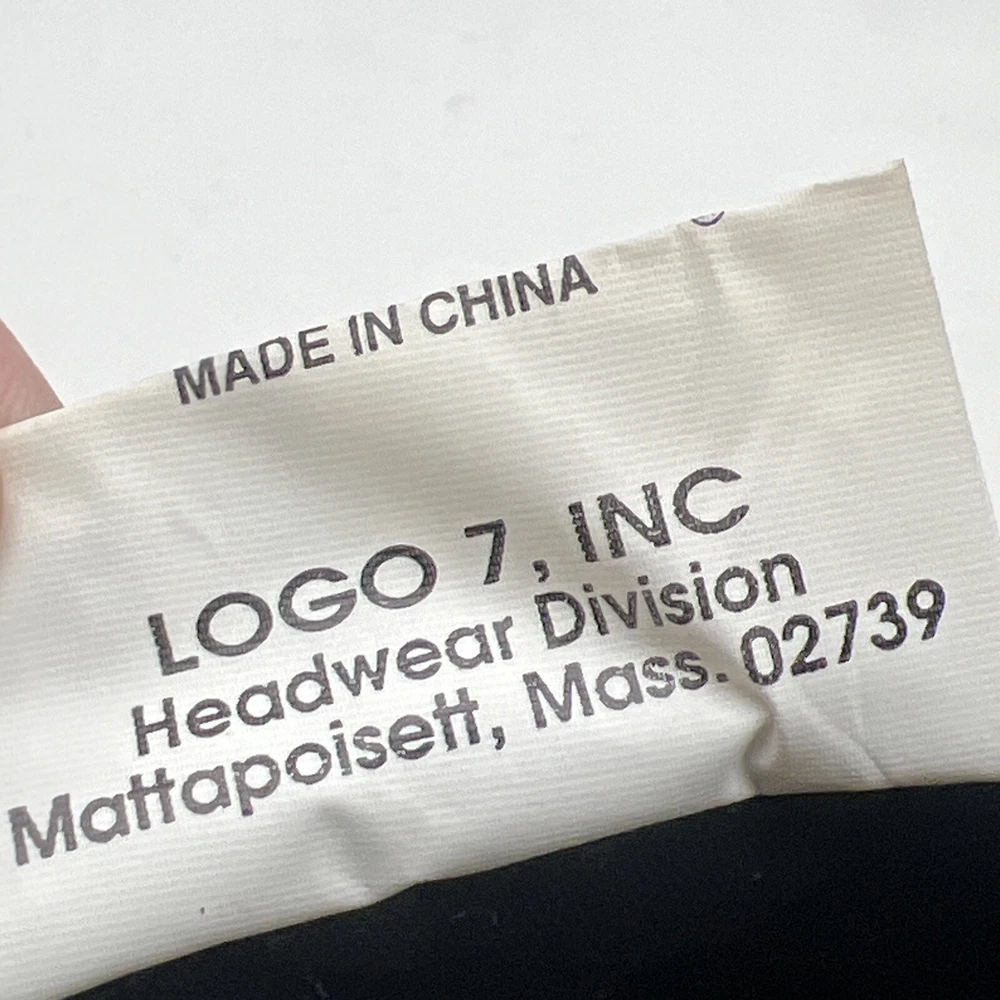 MADE IN CHINA
LOGO 7, INC
Headwear Division
Mattapoisett, Mass. 02739